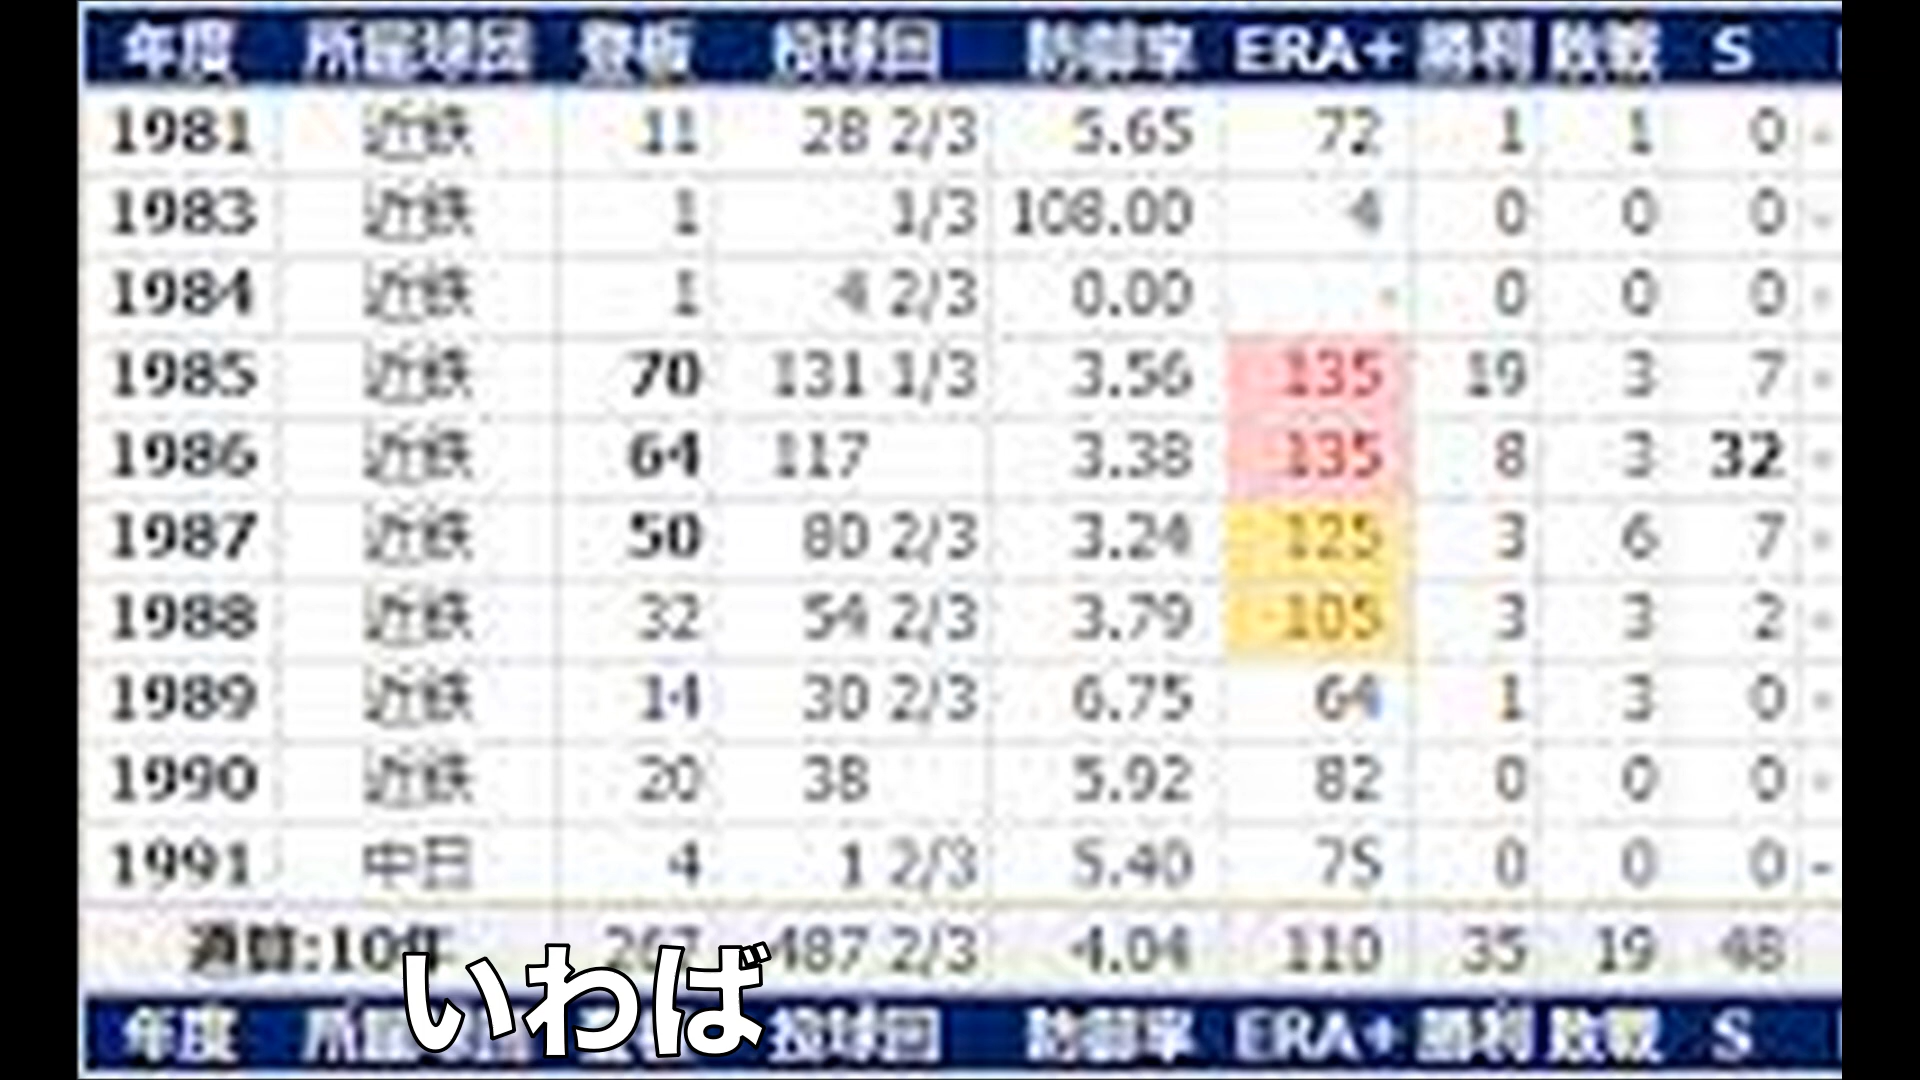 年度 所属球団 登板 投球回 防御率 ERA+ 勝利 敗戦 S
1981 近鉄 11 28 2/3 5.65 72 1 1 0 -
1983 近鉄 1 1/3 108.00 4 0 0 0 -
1984 近鉄 1 4 2/3 0.00 - 0 0 0 -
1985 近鉄 70 131 1/3 3.56 135 19 3 7 -
1986 近鉄 64 117 3.38 135 8 3 32 -
1987 近鉄 50 80 2/3 3.24 125 3 6 7 -
1988 近鉄 32 54 2/3 3.79 105 3 3 2 -
1989 近鉄 14 30 2/3 6.75 64 1 3 0 -
1990 近鉄 20 38 5.92 82 0 0 0 -
1991 中日 4 1 2/3 5.40 75 0 0 0 -
通算:10年 267 487 2/3 4.04 110 35 19 48
いわば
年度 所属球団 投球回 防御率 ERA+ 勝利 敗戦 S